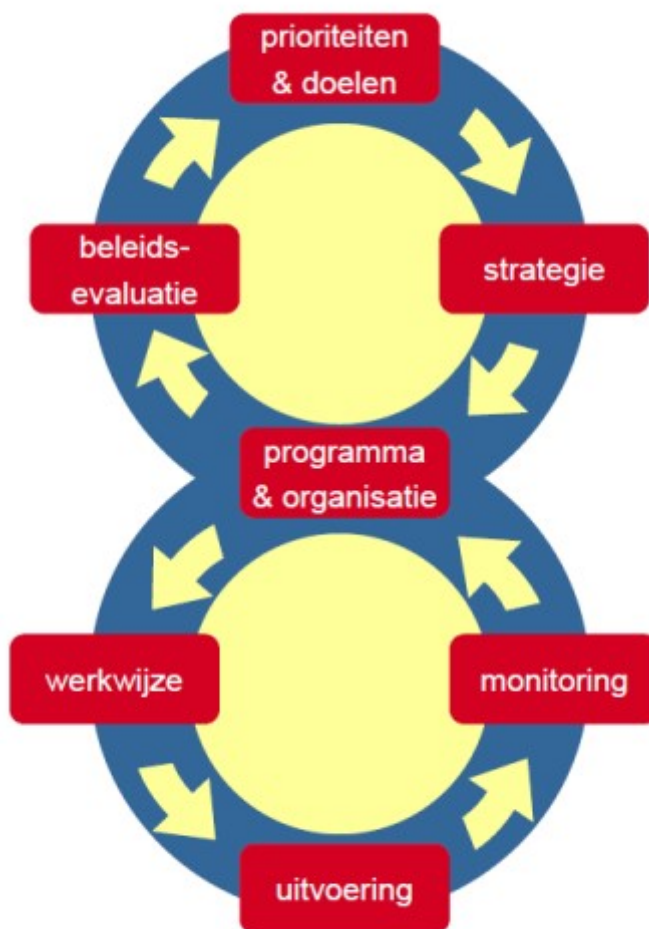 prioriteiten
& doelen
beleids-
evaluatie
strategie
programma
& organisatie
werkwijze
monitoring
uitvoering